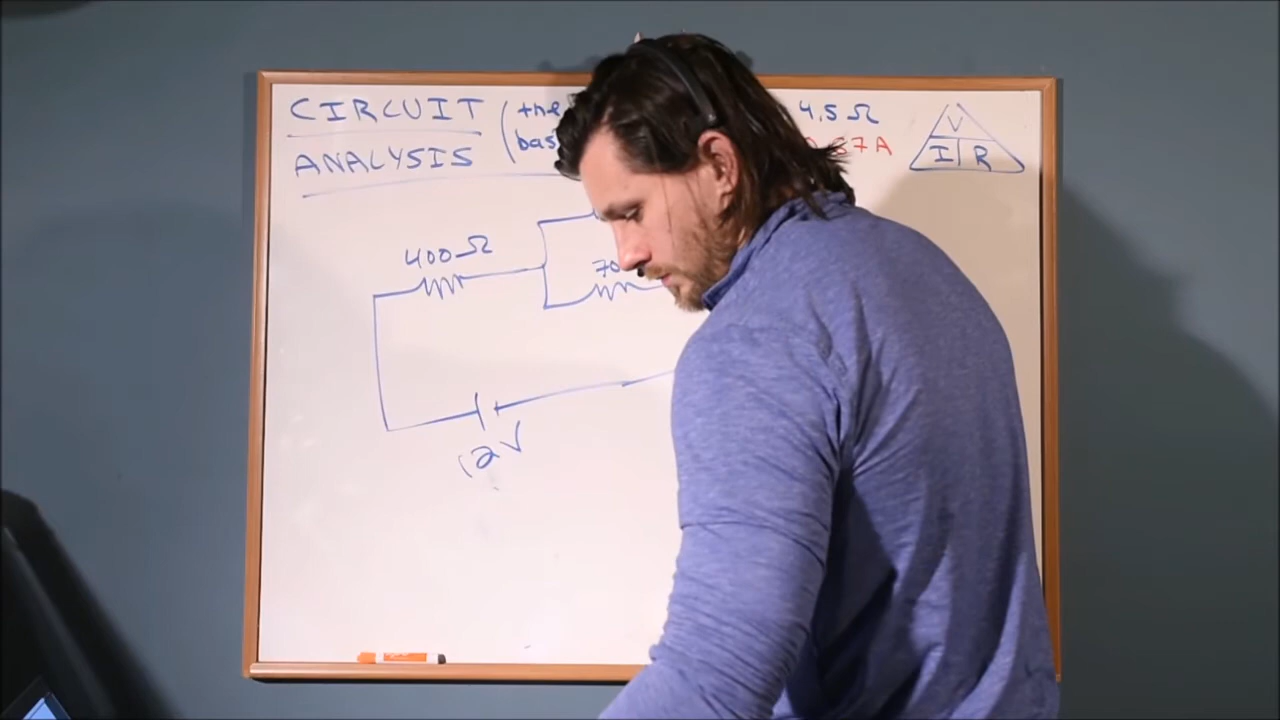 CIRCUIT (the
ANALYSIS
4,5 Ω
V
I R
400 Ω
12V